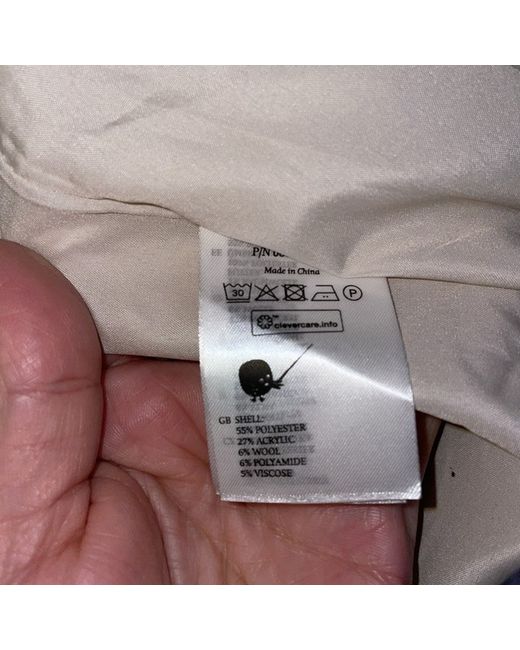 P/N
Made in China
30
P
clevercare.info
GB SHELL:
55% POLYESTER
27% ACRYLIC
6% WOOL
6% POLYAMIDE
5% VISCOSE